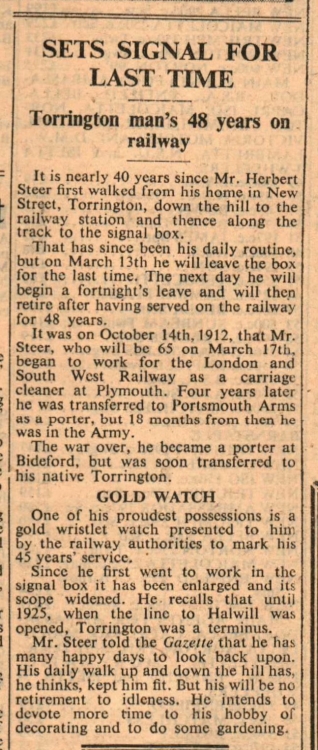 SETS SIGNAL FOR
LAST TIME
Torrington man's 48 years on
railway
It is nearly 40 years since Mr. Herbert
Steer first walked from his home in New
Street, Torrington, down the hill to the
railway station and thence along the
track to the signal box.
That has since been his daily routine,
but on March 13th he will leave the box
for the last time. The next day he will
begin a fortnight's leave and will then
retire after having served on the railway
for 48 years.
It was on October 14th, 1912, that Mr.
Steer, who will be 65 on March 17th,
began to work for the London and
South West Railway as a carriage
cleaner at Plymouth. Four years later
he was transferred to Portsmouth Arms
as a porter, but 18 months from then he
was in the Army.
The war over, he became a porter at
Bideford, but was soon transferred to
his native Torrington.
GOLD WATCH
One of his proudest possessions is a
gold wristlet watch presented to him
by the railway authorities to mark his
45 years' service.
Since he first went to work in the
signal box it has been enlarged and its
scope widened. He recalls that until
1925, when the line to Halwill was
opened, Torrington was a terminus.
Mr. Steer told the Gazette that he has
many happy days to look back upon.
His daily walk up and down the hill has,
he thinks, kept him fit. But his will be no
retirement to idleness. He intends to
devote more time to his hobby of
decorating and to do some gardening.